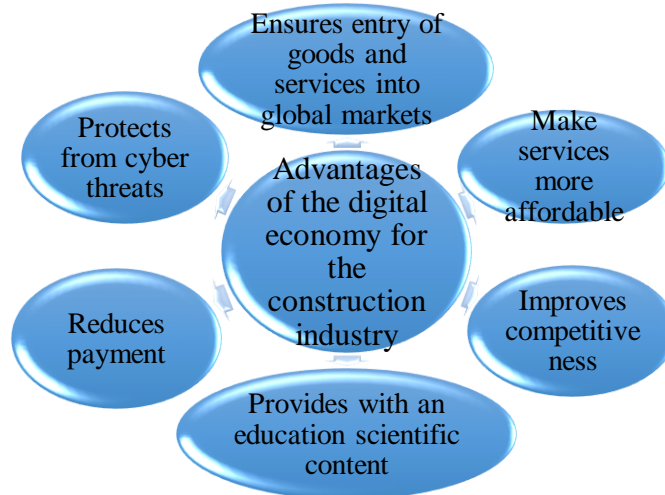 Ensures entry of
goods and
services into
global markets
Protects
from cyber
threats
Make
services
more
affordable
Advantages
of the digital
economy for
the
construction
industry
Reduces
payment
Improves
competitive
ness
Provides with an
education scientific
content